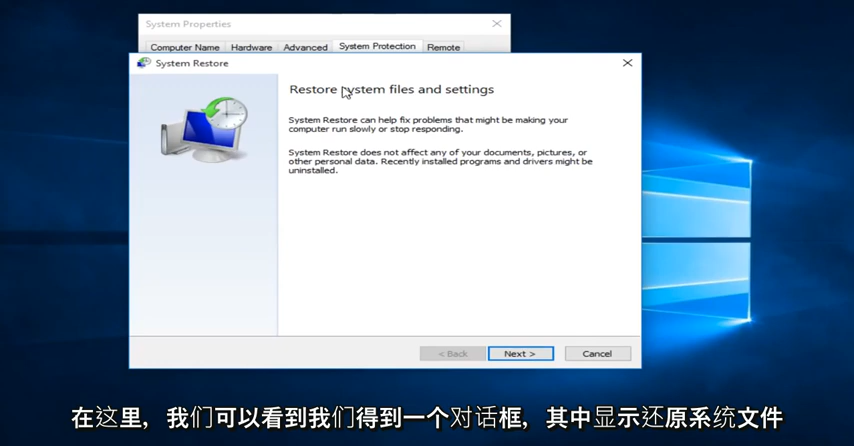 System Properties
Computer Name Hardware Advanced System Protection Remote
System Restore
Restore system files and settings
System Restore can help fix problems that might be making your
computer run slowly or stop responding.
System Restore does not affect any of your documents, pictures, or
other personal data. Recently installed programs and drivers might be
uninstalled.
< Back Next > Cancel
在这里，我们可以看到我们得到一个对话框，其中显示还原系统文件